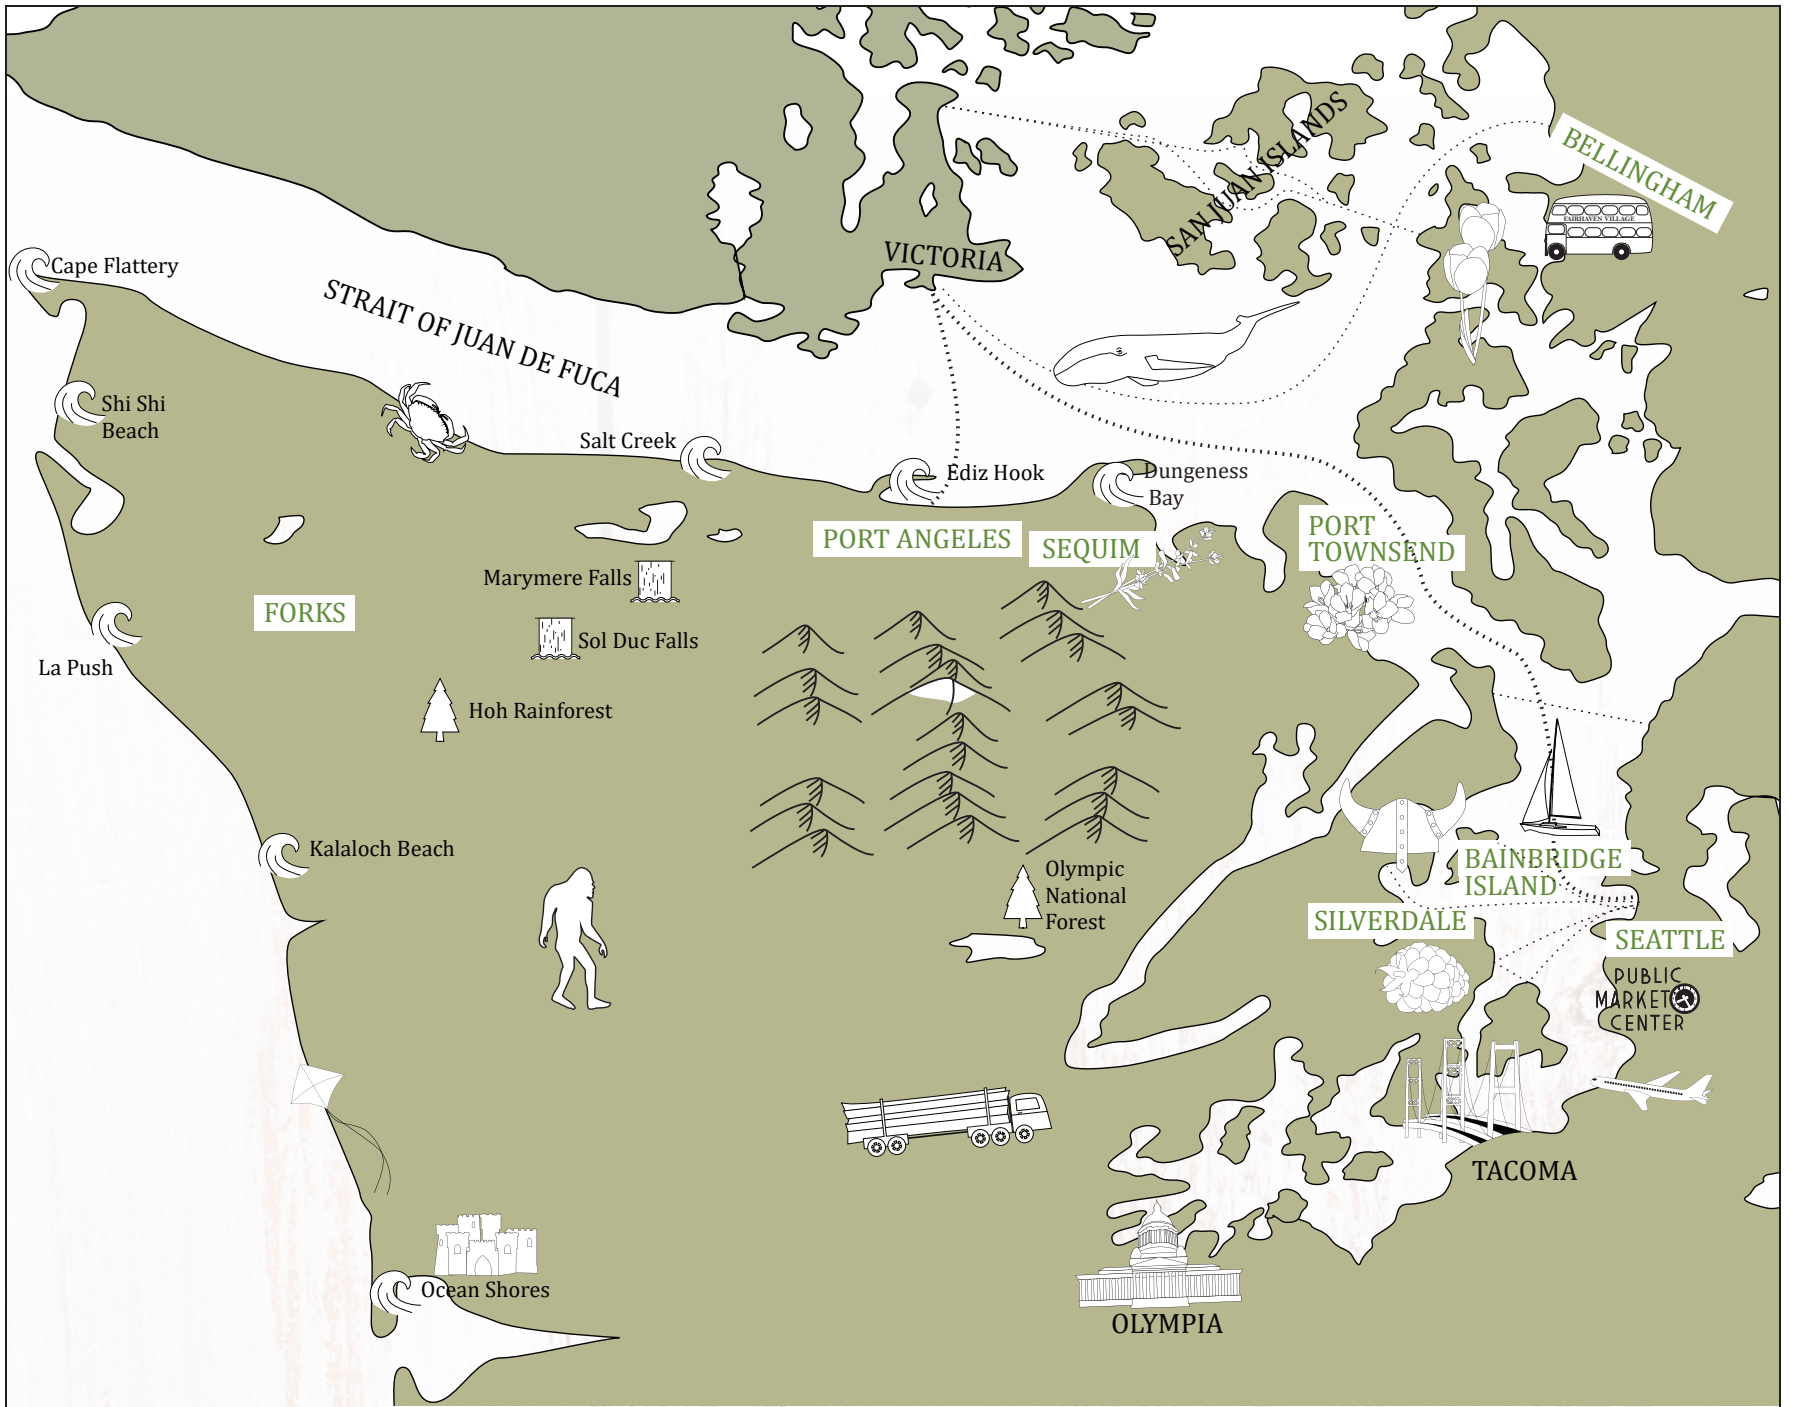 SAN JUAN ISLANDS
BELLINGHAM
FAIRHAVEN VILLAGE
VICTORIA
Cape Flattery
STRAIT OF JUAN DE FUCA
Shi Shi
Beach
Salt Creek
Ediz Hook
Dungeness
Bay
PORT ANGELES
SEQUIM
PORT
TOWNSEND
Marymere Falls
FORKS
Sol Duc Falls
La Push
Hoh Rainforest
Kalaloch Beach
Olympic
National
Forest
BAINBRIDGE
ISLAND
SILVERDALE
SEATTLE
PUBLIC
MARKET
CENTER
TACOMA
Ocean Shores
OLYMPIA